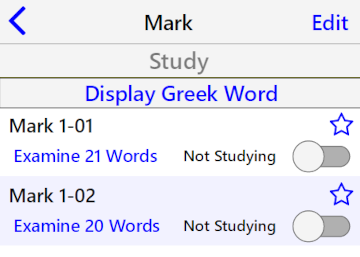 Mark Edit
Study
Display Greek Word
Mark 1-01
Examine 21 Words Not Studying
Mark 1-02
Examine 20 Words Not Studying